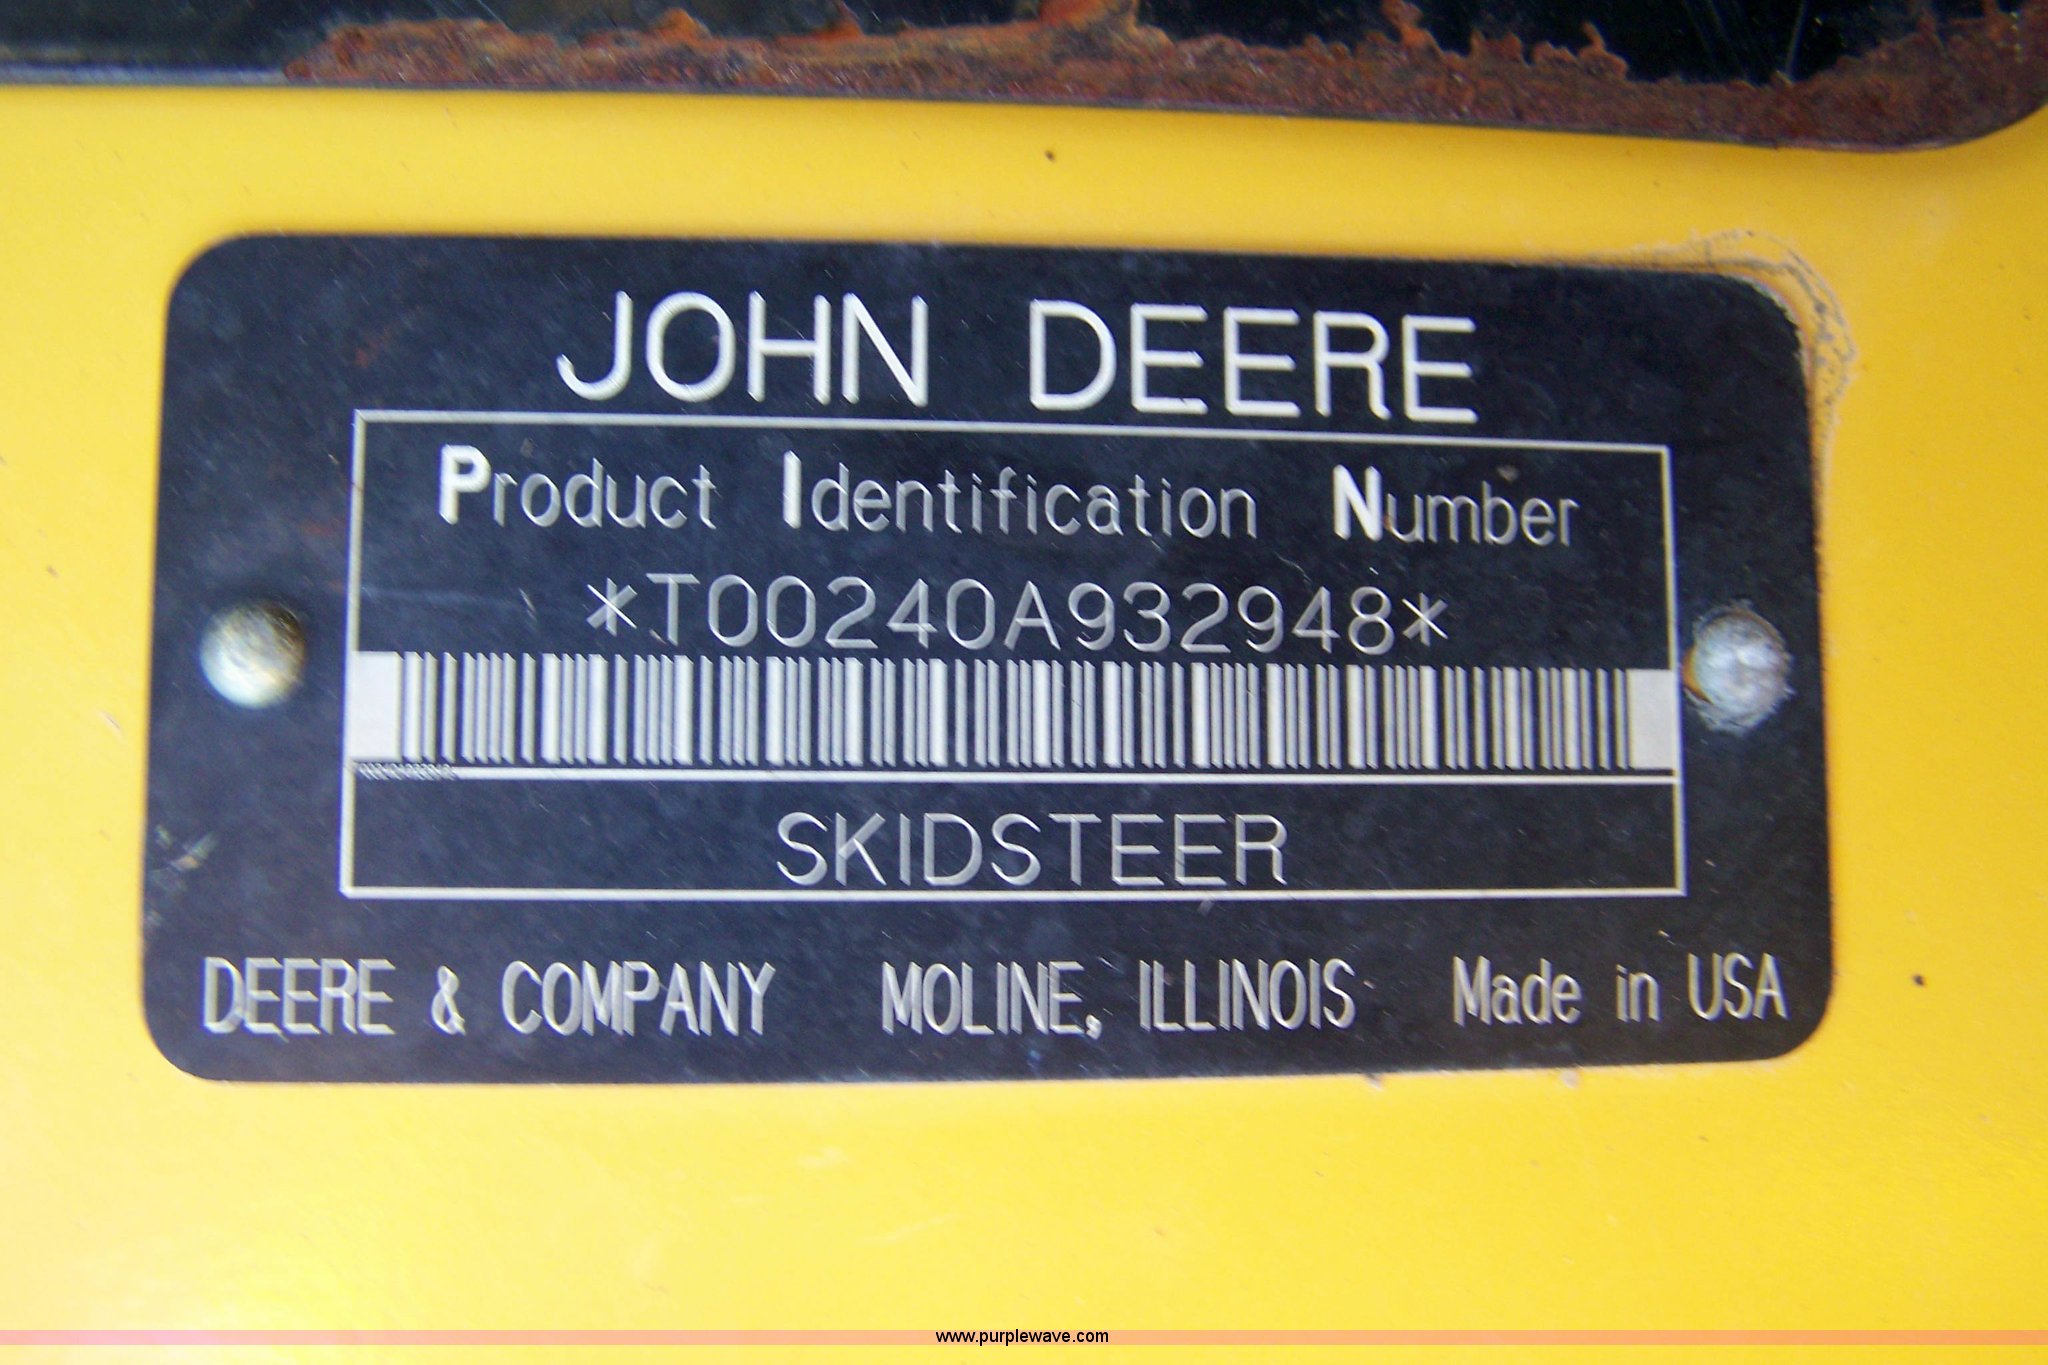 JOHN DEERE
Product Identification Number
*T00240A932948*
SKIDSTEER
DEERE & COMPANY MOLINE, ILLINOIS Made in USA
www.purplewave.com